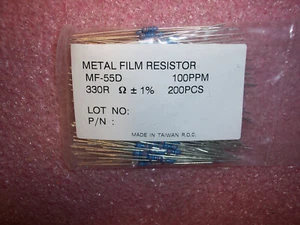 METAL FILM RESISTOR
MF-55D 100PPM
330R Ω ± 1% 200PCS
LOT NO:
P/N :
MADE IN TAIWAN R.O.C.